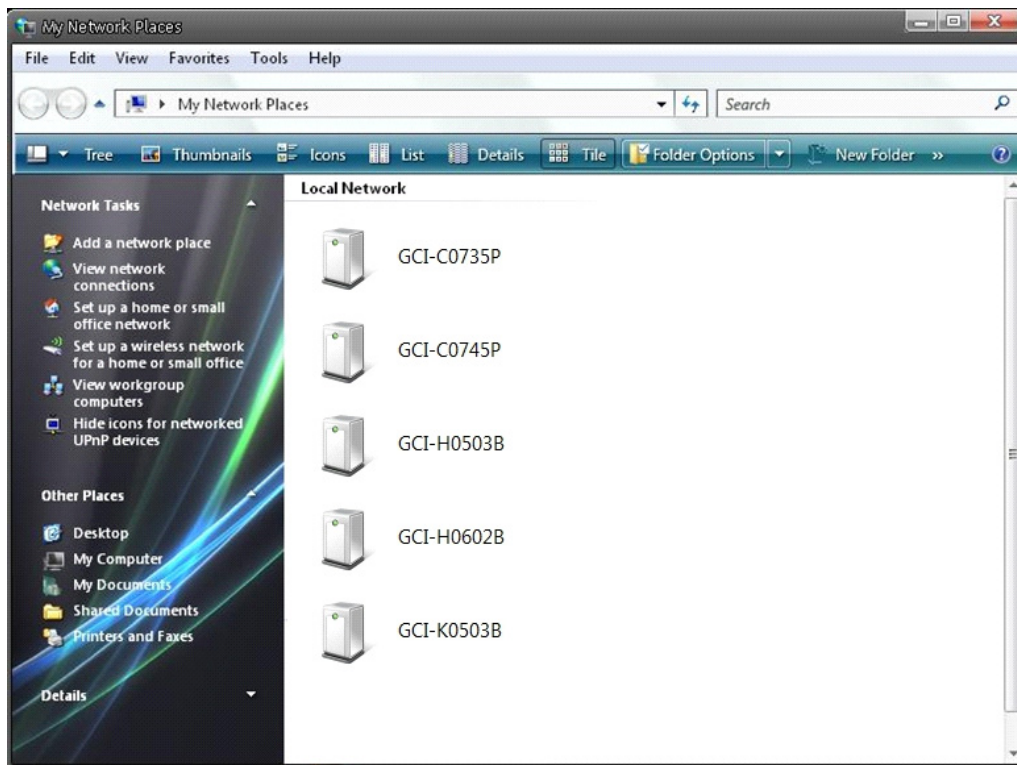 My Network Places
File Edit View Favorites Tools Help
My Network Places Search
Tree Thumbnails Icons List Details Tile Folder Options New Folder »
Network Tasks
Add a network place
View network
connections
Set up a home or small
office network
Set up a wireless network
for a home or small office
View workgroup
computers
Hide icons for networked
UPnP devices
Other Places
Desktop
My Computer
My Documents
Shared Documents
Printers and Faxes
Details
Local Network
GCI-C0735P
GCI-C0745P
GCI-H0503B
GCI-H0602B
GCI-K0503B